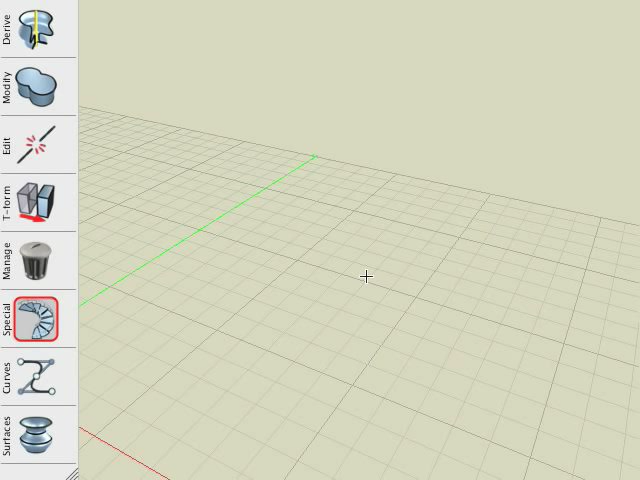 Derive
Modify
Edit
T-form
Manage
Special
Curves
Surfaces